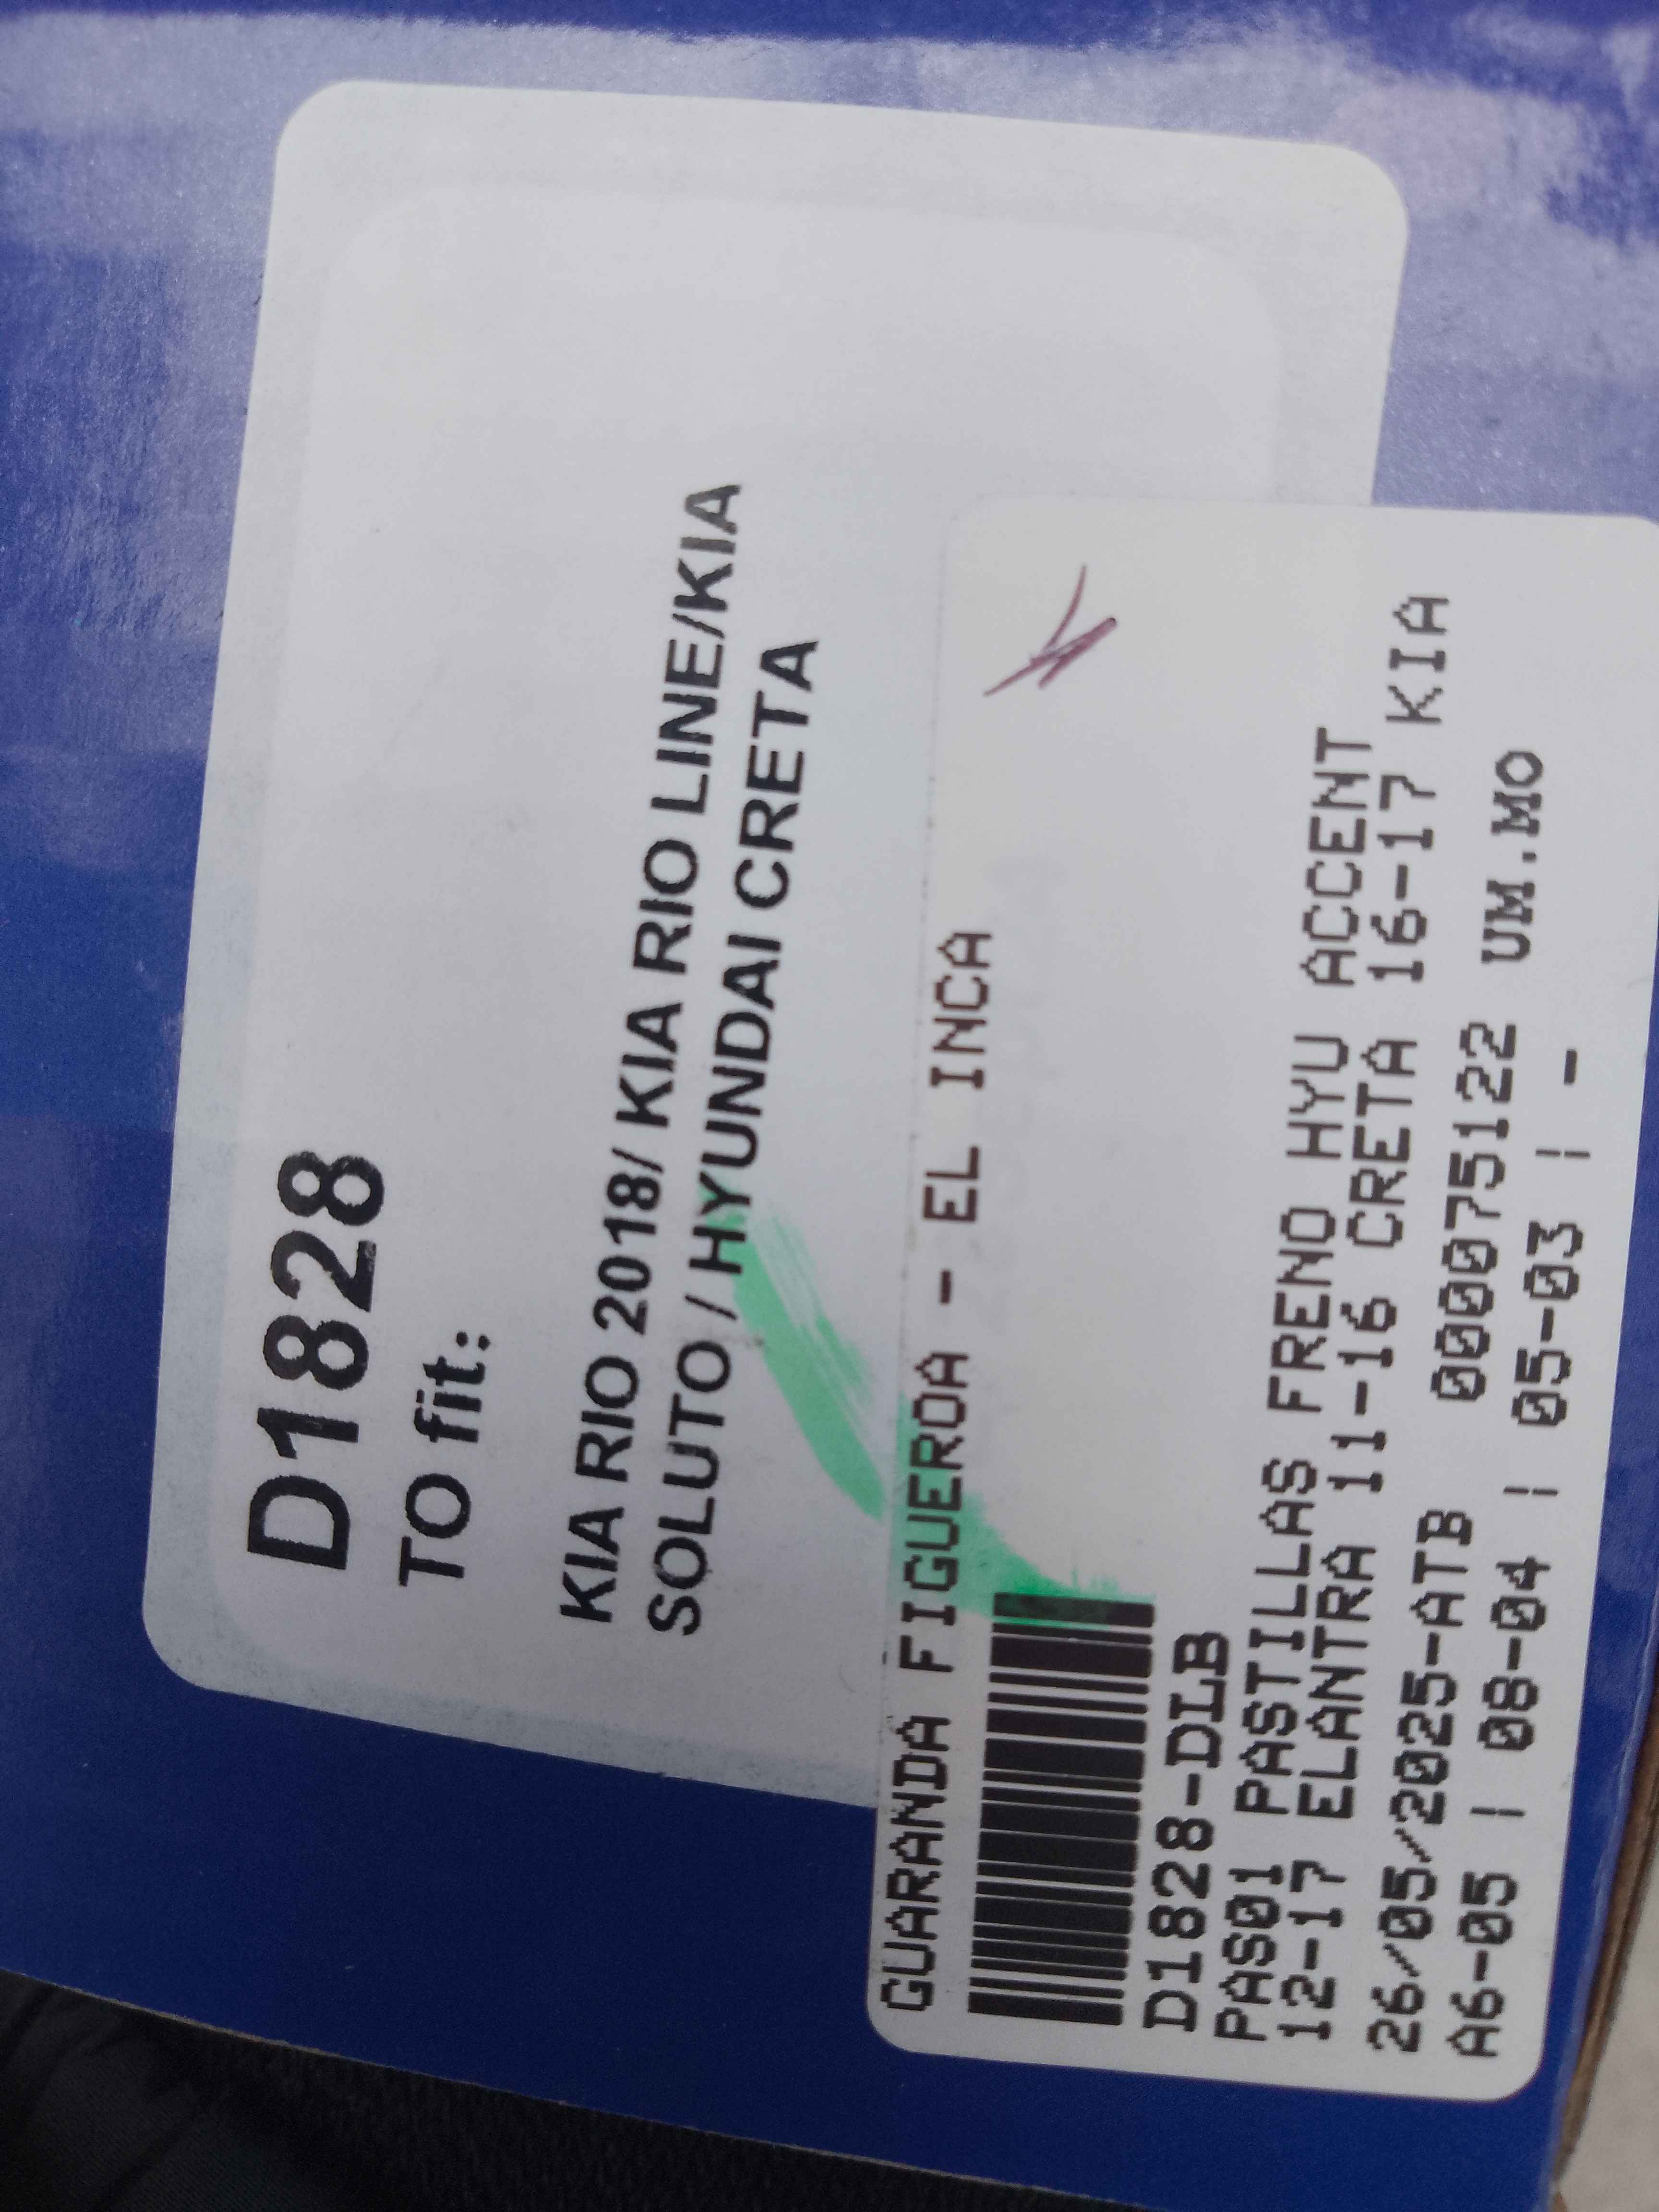 D1828
TO fit:
KIA RIO 2018/ KIA RIO LINE/KIA
SOLUTO / HYUNDAI CRETA
GUARANDA FIGUEROA - EL INCA
D1828-DLB
PAS01 PASTILLAS FRENO HYU ACCENT
12-17 ELANTRA 11-16 CRETA 16-17 KIA
26/05/2025-ATB 000075122 UM.MO
A6-05 | 08-04 | 05-03 | -